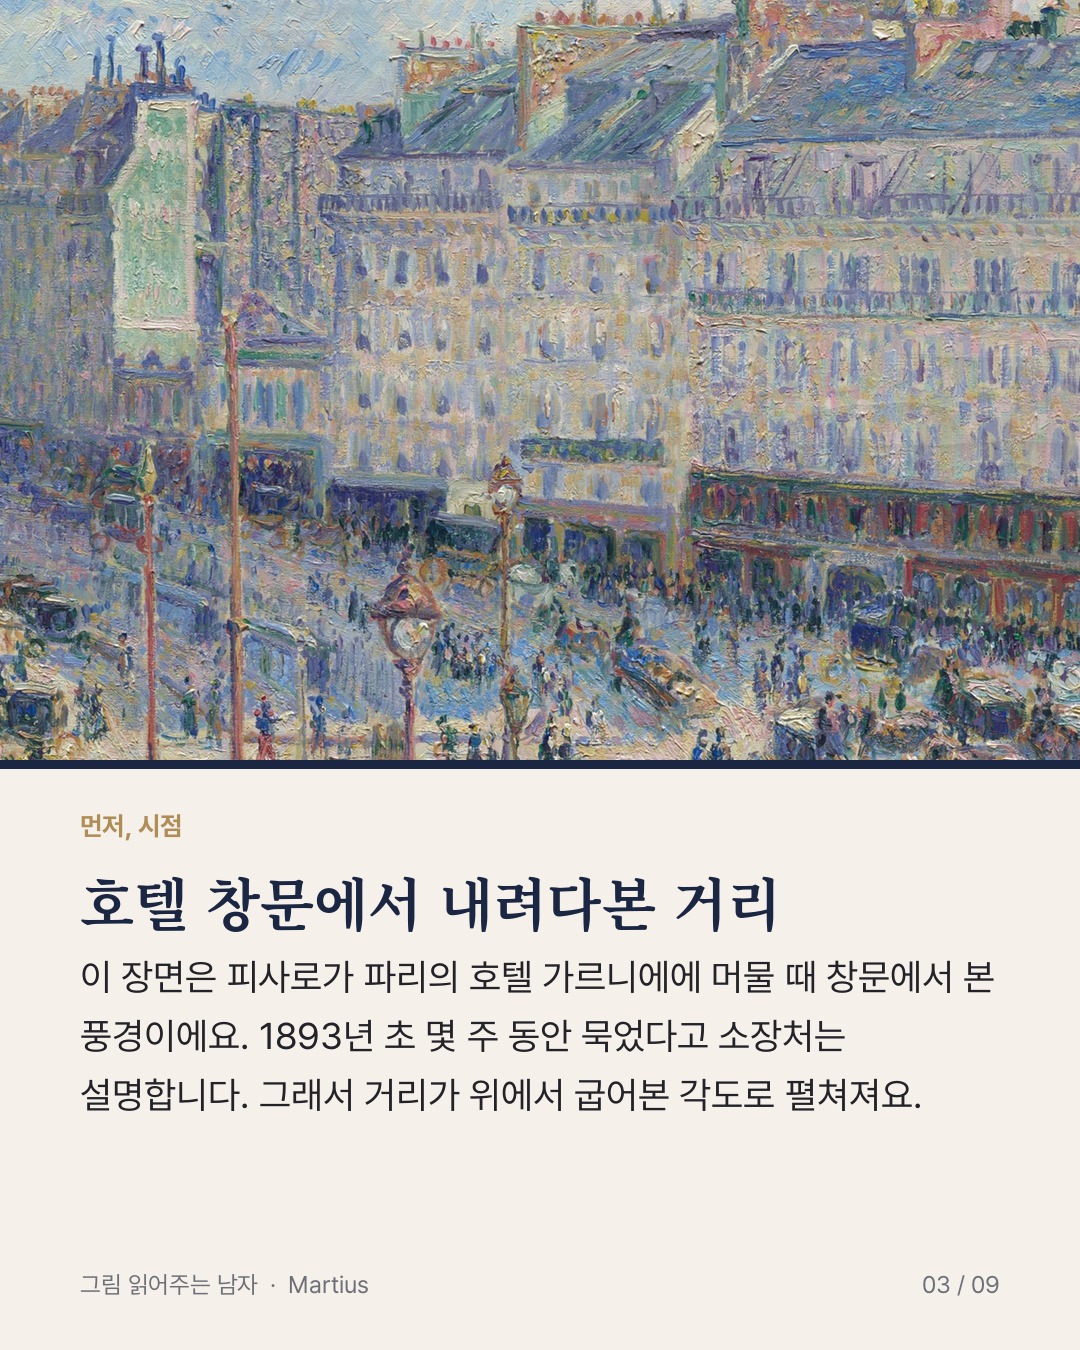 먼저, 시점
호텔 창문에서 내려다본 거리
이 장면은 피사로가 파리의 호텔 가르니에에 머물 때 창문에서 본
풍경이에요. 1893년 초 몇 주 동안 묵었다고 소장처는
설명합니다. 그래서 거리가 위에서 굽어본 각도로 펼쳐져요.
그림 읽어주는 남자 · Martius
03 / 09